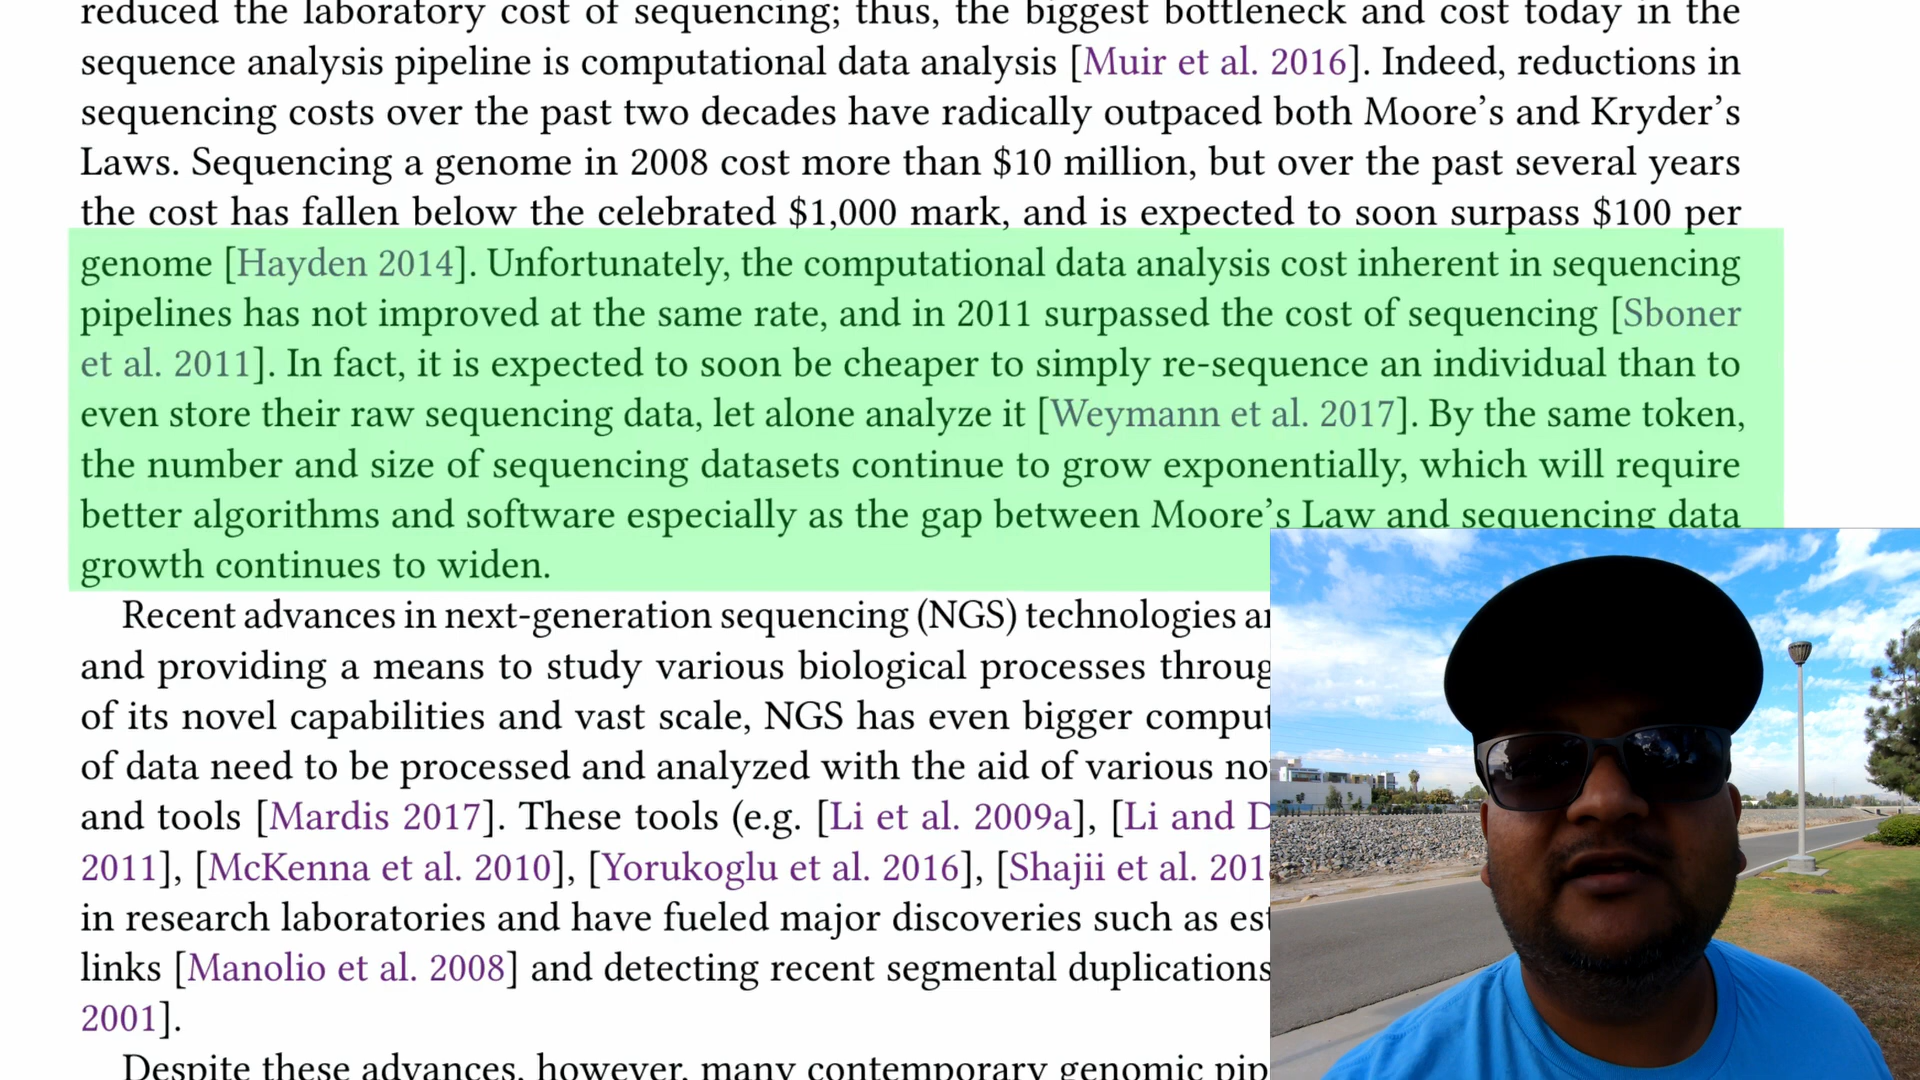 reduced the laboratory cost of sequencing; thus, the biggest bottleneck and cost today in the
sequence analysis pipeline is computational data analysis [Muir et al. 2016]. Indeed, reductions in
sequencing costs over the past two decades have radically outpaced both Moore’s and Kryder’s
Laws. Sequencing a genome in 2008 cost more than $10 million, but over the past several years
the cost has fallen below the celebrated $1,000 mark, and is expected to soon surpass $100 per
genome [Hayden 2014]. Unfortunately, the computational data analysis cost inherent in sequencing
pipelines has not improved at the same rate, and in 2011 surpassed the cost of sequencing [Sboner
et al. 2011]. In fact, it is expected to soon be cheaper to simply re-sequence an individual than to
even store their raw sequencing data, let alone analyze it [Weymann et al. 2017]. By the same token,
the number and size of sequencing datasets continue to grow exponentially, which will require
better algorithms and software especially as the gap between Moore’s Law and sequencing data
growth continues to widen.
Recent advances in next-generation sequencing (NGS) technologies
and providing a means to study various biological processes
of its novel capabilities and vast scale, NGS has even bigger
of data need to be processed and analyzed with the aid of various
and tools [Mardis 2017]. These tools (e.g. [Li et al. 2009a], [Li and
2011], [McKenna et al. 2010], [Yorukoglu et al. 2016], [Shajii et al.
in research laboratories and have fueled major discoveries such as
links [Manolio et al. 2008] and detecting recent segmental duplications
2001].
Despite these advances, however, many contemporary genomic